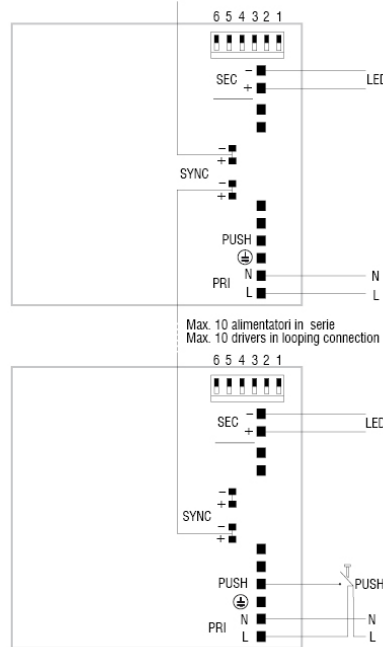 6 5 4 3 2 1
−
SEC
LED
+
−
+
SYNC
−
+
PUSH
N
N
PRI
L
L
Max. 10 alimentatori in serie
Max. 10 drivers in looping connection
6 5 4 3 2 1
−
SEC
LED
+
−
+
SYNC
−
+
PUSH
PUSH
N
N
PRI
L
L